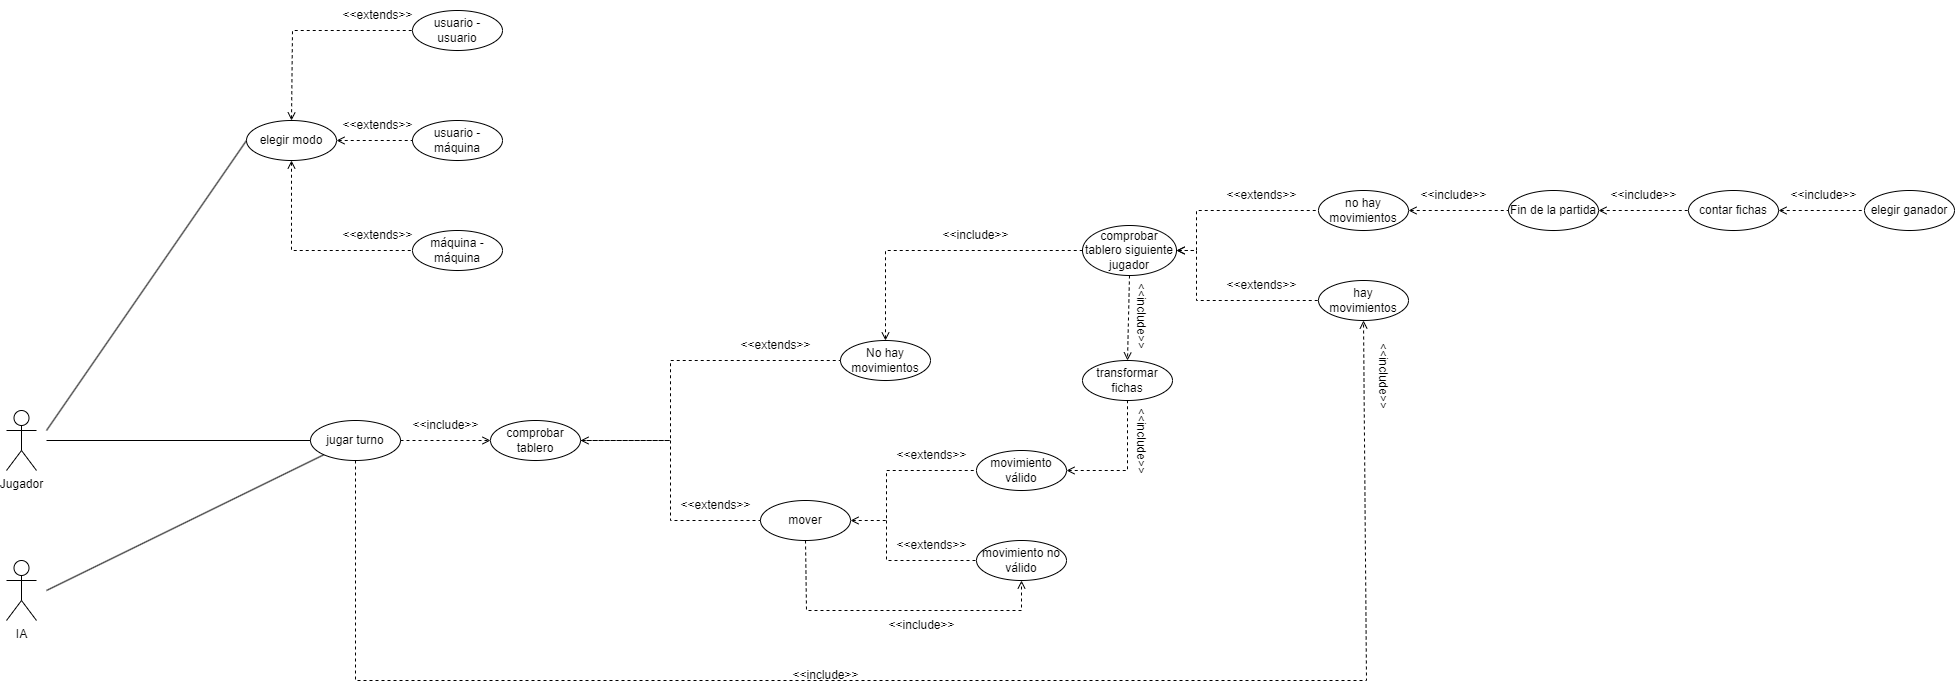 <<extends>>
usuario -
usuario
<<extends>>
elegir modo
usuario -
máquina
<<extends>>
máquina -
máquina
<<extends>>
no hay
movimientos
<<include>>
Fin de la partida
<<include>>
contar fichas
<<include>>
elegir ganador
<<include>>
comprobar
tablero siguiente
jugador
<<extends>>
hay
movimientos
<<include>>
<<extends>>
No hay
movimientos
transformar
fichas
<<include>>
<<include>>
Jugador
jugar turno
<<include>>
comprobar
tablero
<<extends>>
movimiento
válido
<<extends>>
mover
<<extends>>
movimiento no
válido
<<include>>
IA
<<include>>